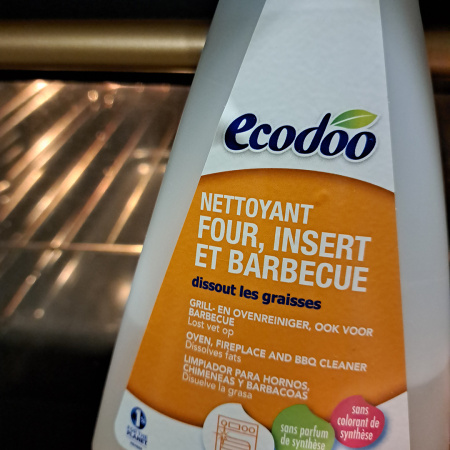 ecodoo
NETTOYANT
FOUR, INSERT
ET BARBECUE
dissout les graisses
GRILL- EN OVENREINIGER, OOK VOOR
BARBECUE
Lost vet op
OVEN, FIREPLACE AND BBQ CLEANER
Dissolves fats
LIMPIADOR PARA HORNOS,
CHIMENEAS Y BARBACOAS
Disuelve la grasa
sans parfum
de synthèse
sans
colorant de
synthèse
PLANET